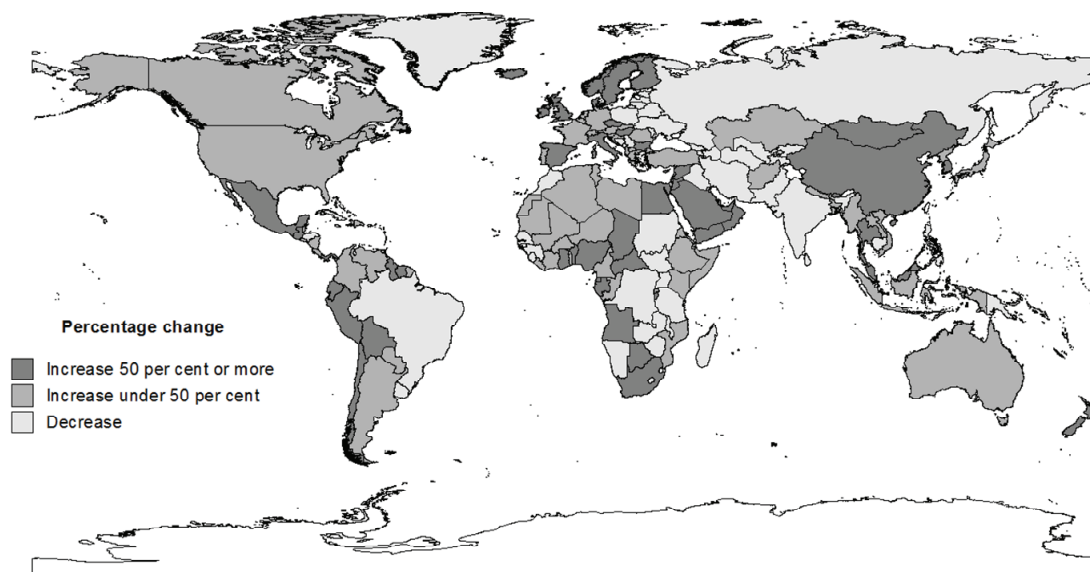 Percentage change
Increase 50 per cent or more
Increase under 50 per cent
Decrease